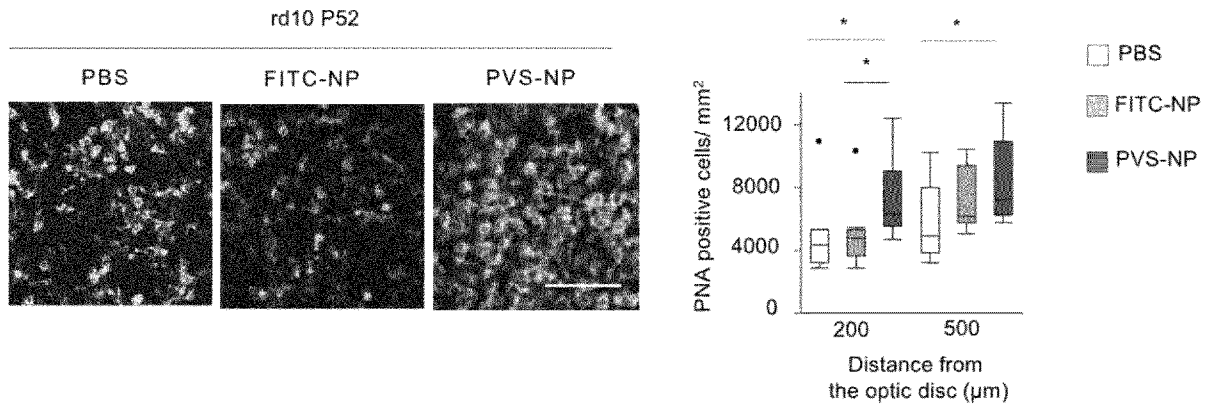 rd10 P52
PBS
FITC-NP
PVS-NP
PNA positive cells/ mm²
12000
8000
4000
0
*
*
*
200
500
Distance from
the optic disc (μm)
PBS
FITC-NP
PVS-NP